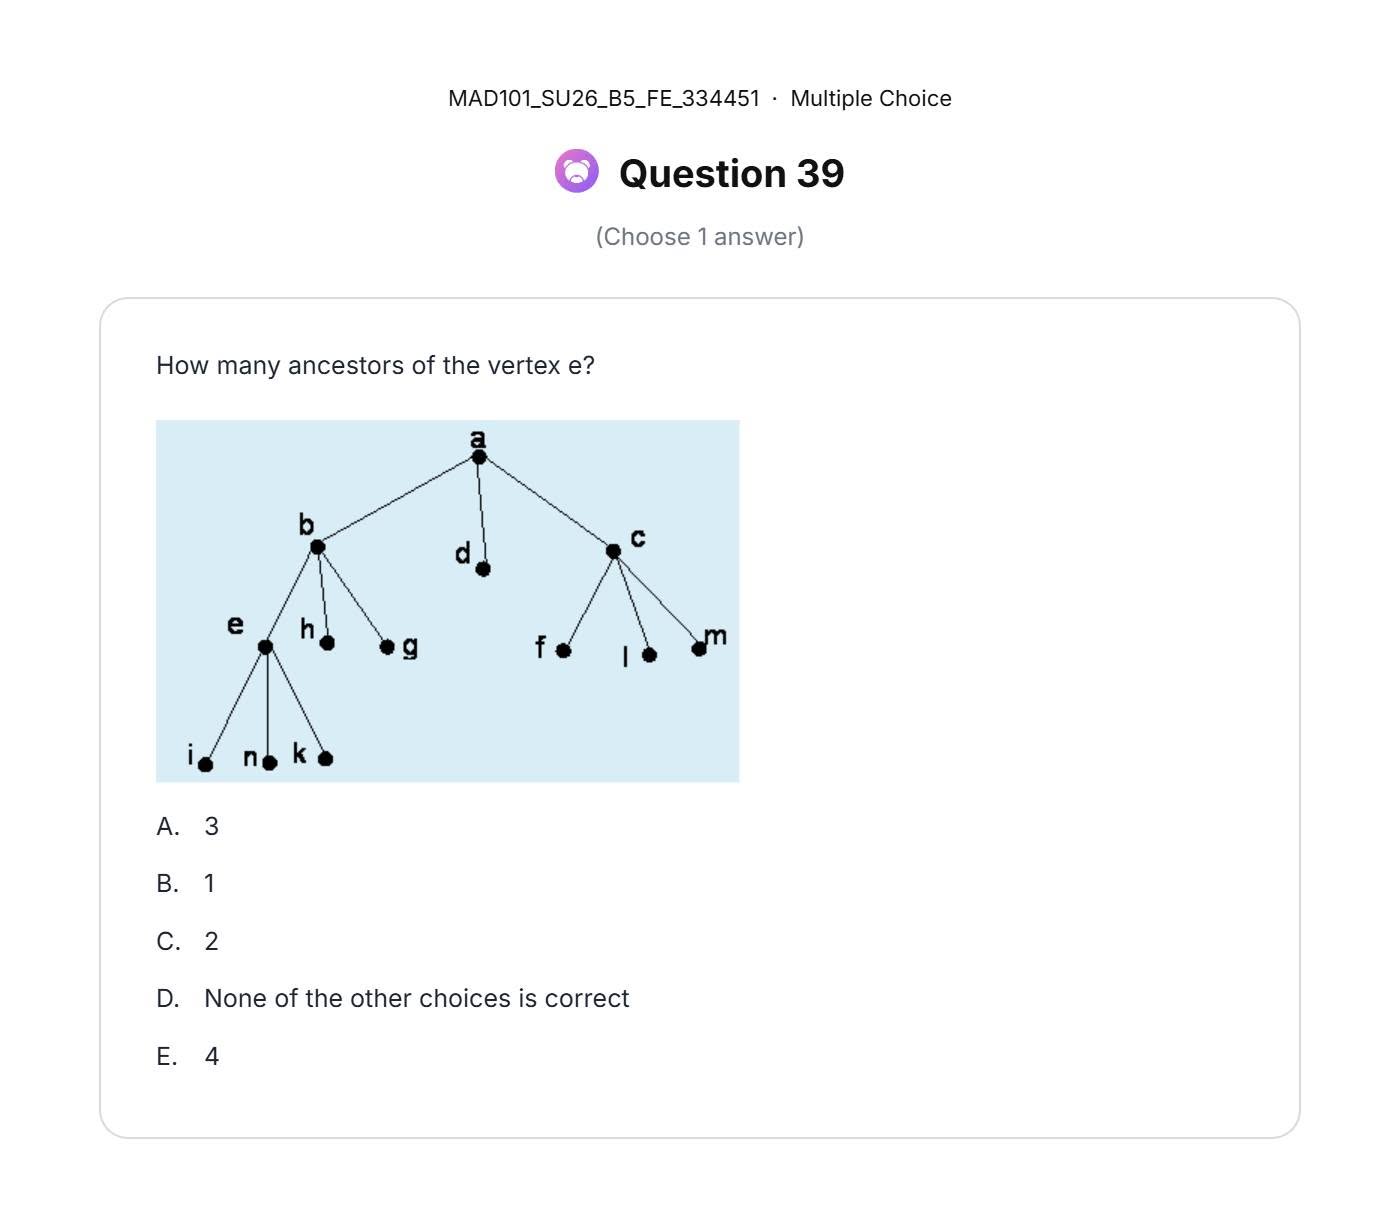 MAD101_SU26_B5_FE_334451 · Multiple Choice
Question 39
(Choose 1 answer)
How many ancestors of the vertex e?
a
b
c
d
e
h
g
f
l
m
i
n
k
A. 3
B. 1
C. 2
D. None of the other choices is correct
E. 4